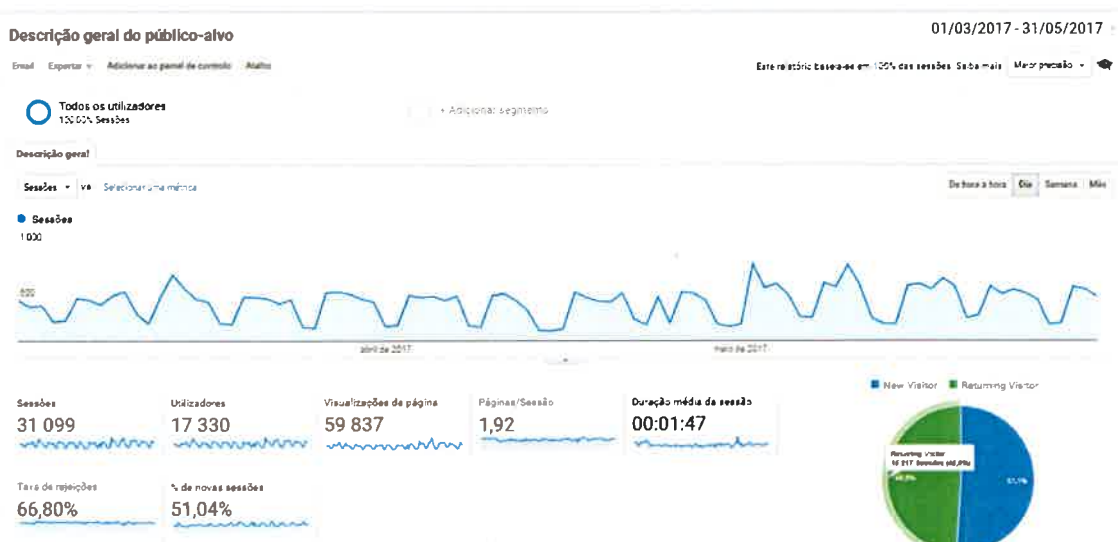 Descrição geral do público-alvo
01/03/2017 - 31/05/2017
Email Exportar Adicionar ao painel de controlo Atalho
Este relatório baseia-se em 100% das sessões. Saiba mais Maior precisão
Todos os utilizadores
100,00% Sessões
+ Adicionar segmento
Descrição geral
Sessões vs Selecionar uma métrica
De hora a hora Dia Semana Mês
Sessões
1 000
abril de 2017 maio de 2017
New Visitor Returning Visitor
Sessões Utilizadores Visualizações de página Páginas/Sessão Duração média da sessão
31 099 17 330 59 837 1,92 00:01:47
Returning Visitor
51,1%
Taxa de rejeições % de novas sessões
66,80% 51,04%